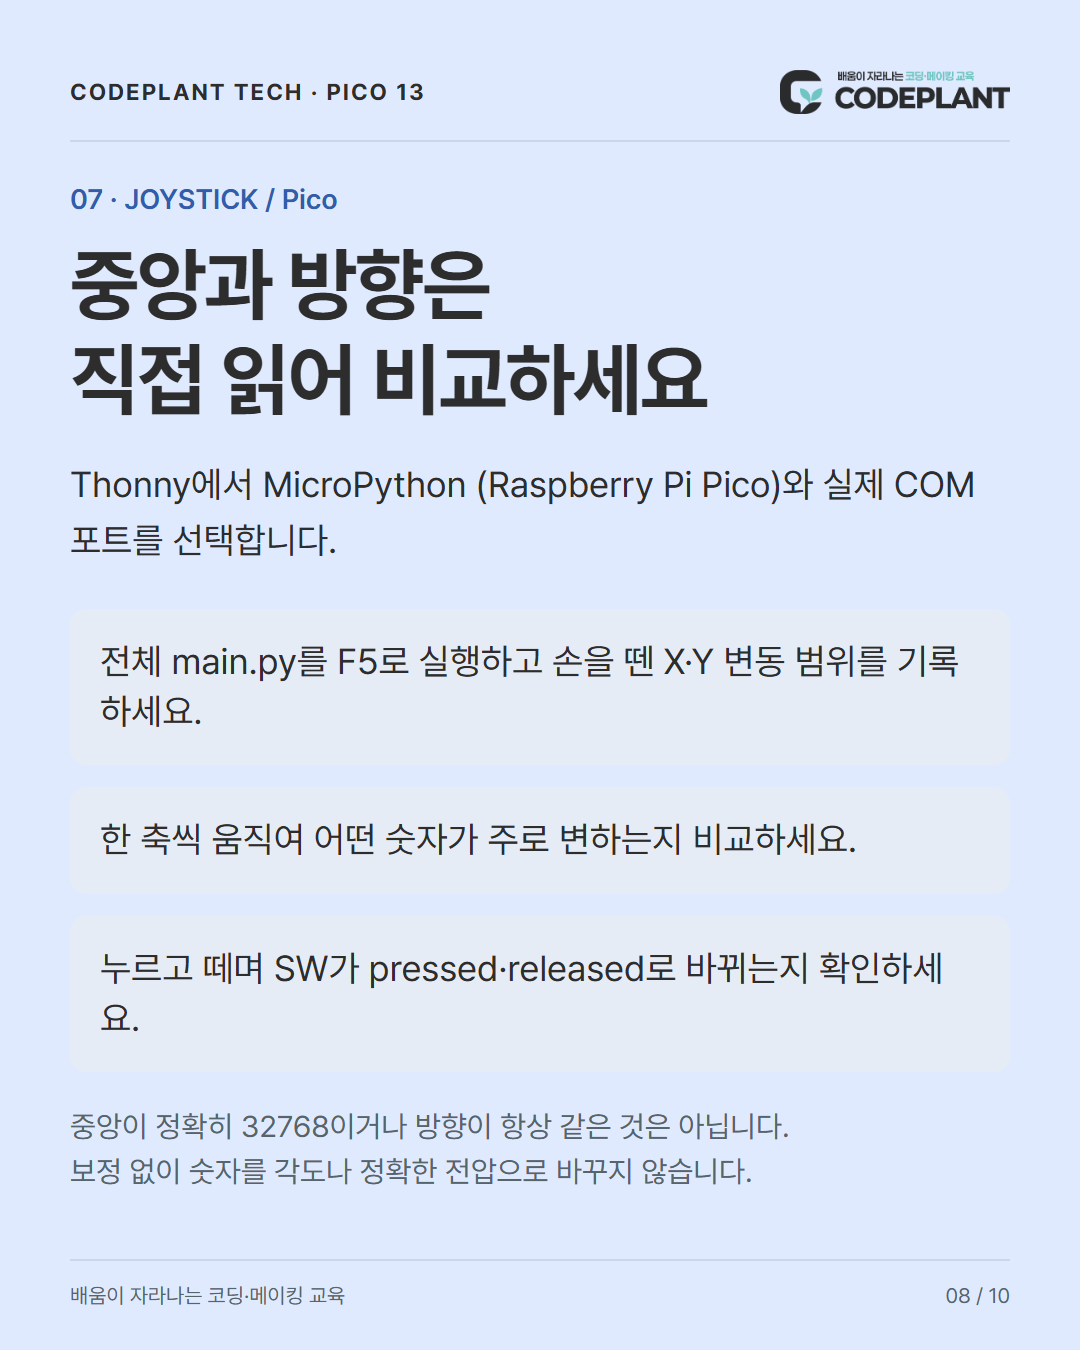 CODEPLANT TECH · PICO 13
배움이 자라나는 코딩·메이킹 교육
CODEPLANT
07 · JOYSTICK / Pico
중앙과 방향은
직접 읽어 비교하세요
Thonny에서 MicroPython (Raspberry Pi Pico)와 실제 COM
포트를 선택합니다.
전체 main.py를 F5로 실행하고 손을 뗀 X·Y 변동 범위를 기록
하세요.
한 축씩 움직여 어떤 숫자가 주로 변하는지 비교하세요.
누르고 떼며 SW가 pressed·released로 바뀌는지 확인하세
요.
중앙이 정확히 32768이거나 방향이 항상 같은 것은 아닙니다.
보정 없이 숫자를 각도나 정확한 전압으로 바꾸지 않습니다.
배움이 자라나는 코딩·메이킹 교육
08 / 10